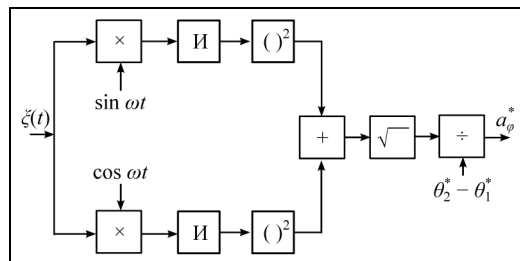 × И ( )²
sin ωt
ξ(t) + √ ÷ a*φ
cos ωt θ*2 − θ*1
× И ( )²